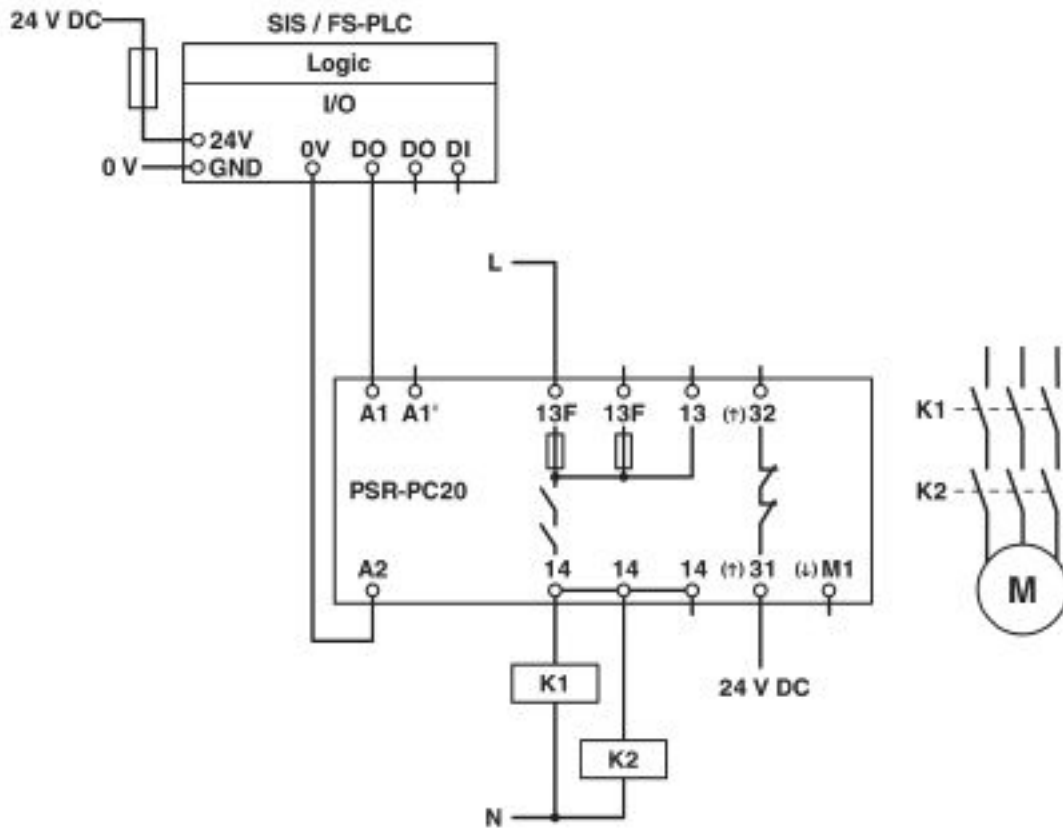 24 V DC
SIS / FS-PLC
Logic
I/O
24V
0V DO DO DI
0 V
GND
L
A1 A1' 13F 13F 13 (↑) 32
K1
PSR-PC20
K2
A2 14 14 14 (↑) 31 (↓) M1
M
K1
24 V DC
K2
N